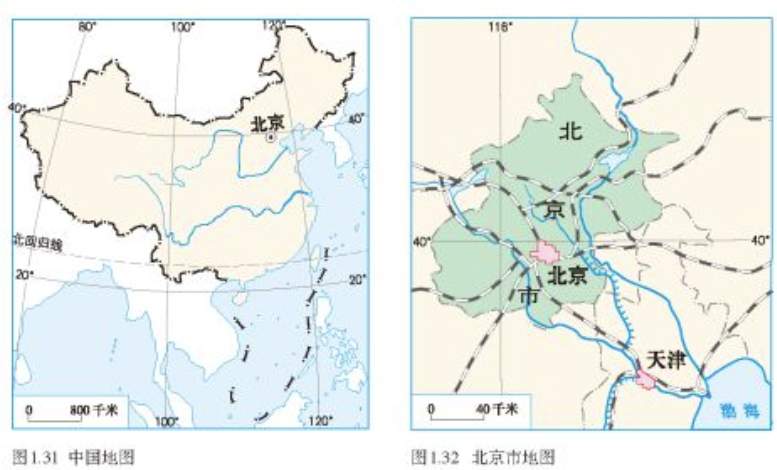 80°
100°
120°
40°
北京
40°
北回归线
20°
20°
0 800千米
100°
120°
图1.31 中国地图
116°
北
京
40°
40°
北京
市
天津
渤海
0 40千米
图1.32 北京市地图